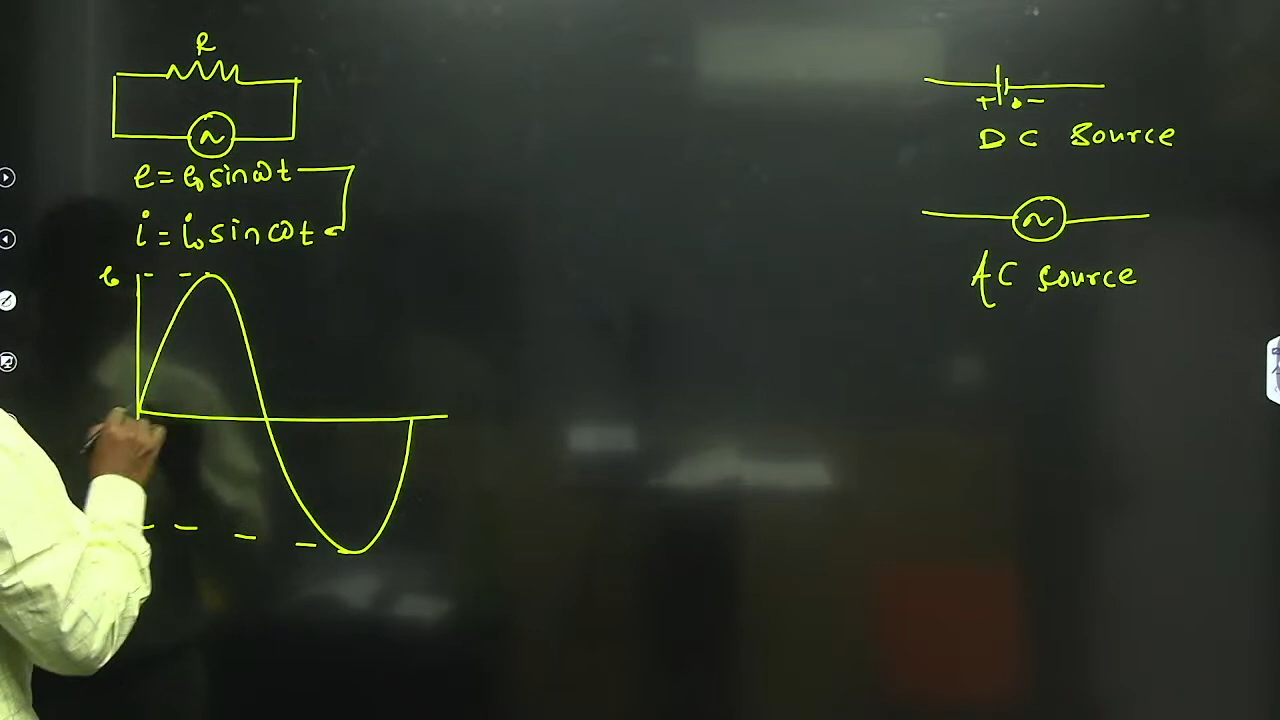 R
e = e₀ sin ωt
i = i₀ sin ωt
+ -
DC Source
AC Source